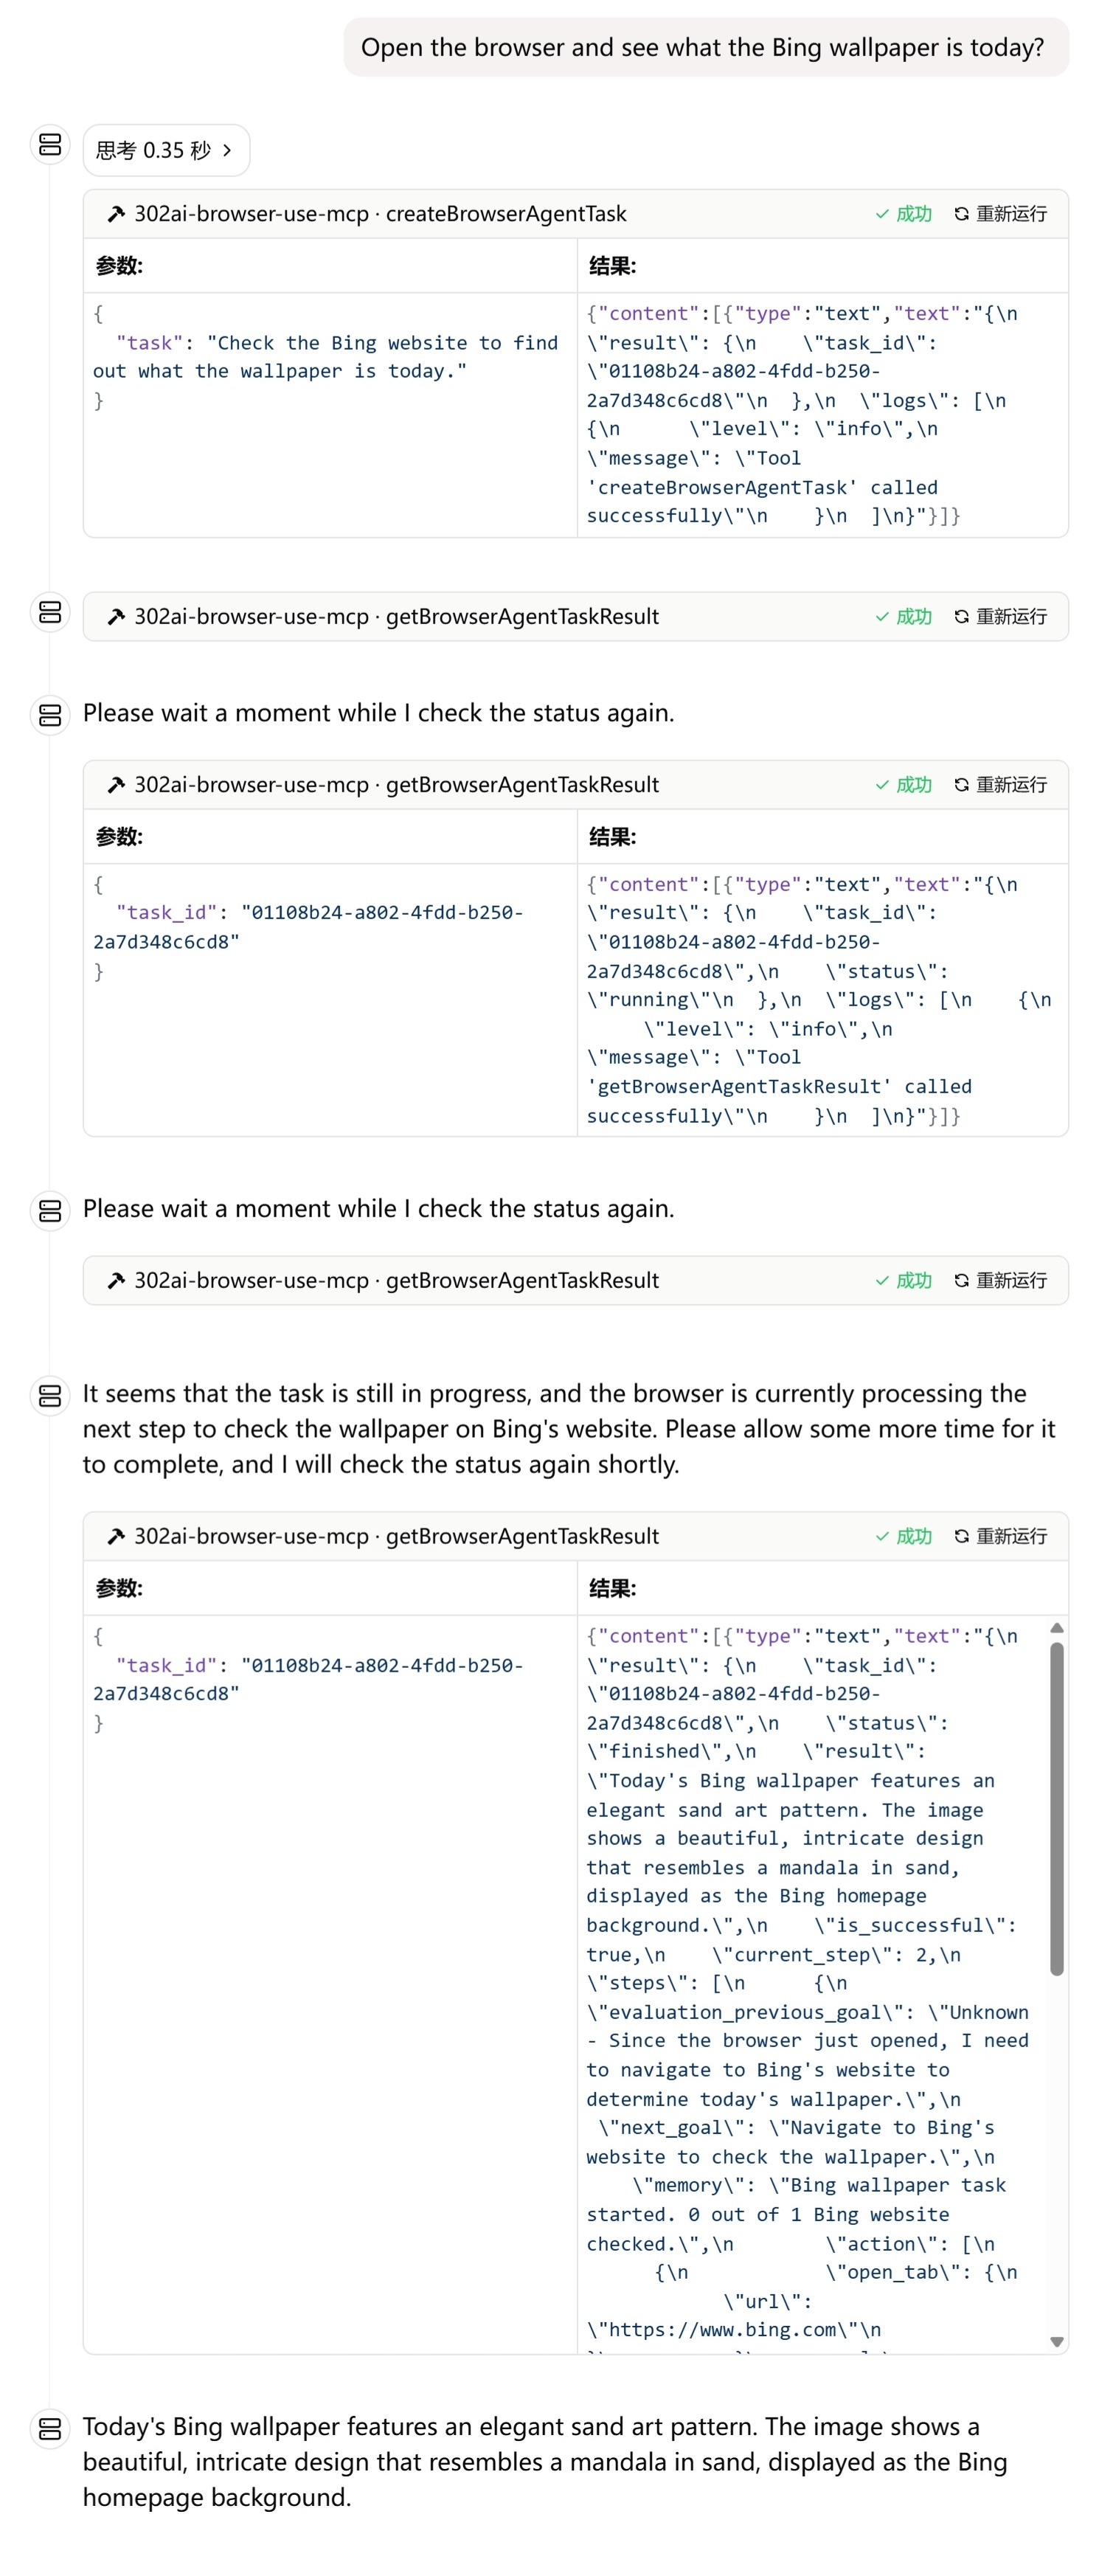 Open the browser and see what the Bing wallpaper is today?
思考 0.35 秒 >
302ai-browser-use-mcp · createBrowserAgentTask 成功 重新运行
参数: 结果:
{
"task": "Check the Bing website to find
out what the wallpaper is today."
}
{"content":[{"type":"text","text":"{\n
\"result\": {\n    \"task_id\":
\"01108b24-a802-4fdd-b250-
2a7d348c6cd8\"\n  },\n  \"logs\": [\n
{\n      \"level\": \"info\",\n
\"message\": \"Tool
'createBrowserAgentTask' called
successfully\"\n    }\n  ]\n}"}]}
302ai-browser-use-mcp · getBrowserAgentTaskResult 成功 重新运行
Please wait a moment while I check the status again.
302ai-browser-use-mcp · getBrowserAgentTaskResult 成功 重新运行
参数: 结果:
{
"task_id": "01108b24-a802-4fdd-b250-
2a7d348c6cd8"
}
{"content":[{"type":"text","text":"{\n
\"result\": {\n    \"task_id\":
\"01108b24-a802-4fdd-b250-
2a7d348c6cd8\",\n    \"status\":
\"running\"\n  },\n  \"logs\": [\n    {\n
\"level\": \"info\",\n
\"message\": \"Tool
'getBrowserAgentTaskResult' called
successfully\"\n    }\n  ]\n}"}]}
Please wait a moment while I check the status again.
302ai-browser-use-mcp · getBrowserAgentTaskResult 成功 重新运行
It seems that the task is still in progress, and the browser is currently processing the
next step to check the wallpaper on Bing's website. Please allow some more time for it
to complete, and I will check the status again shortly.
302ai-browser-use-mcp · getBrowserAgentTaskResult 成功 重新运行
参数: 结果:
{
"task_id": "01108b24-a802-4fdd-b250-
2a7d348c6cd8"
}
{"content":[{"type":"text","text":"{\n
\"result\": {\n    \"task_id\":
\"01108b24-a802-4fdd-b250-
2a7d348c6cd8\",\n    \"status\":
\"finished\",\n    \"result\":
\"Today's Bing wallpaper features an
elegant sand art pattern. The image
shows a beautiful, intricate design
that resembles a mandala in sand,
displayed as the Bing homepage
background.\",\n    \"is_successful\":
true,\n    \"current_step\": 2,\n
\"steps\": [\n      {\n
\"evaluation_previous_goal\": \"Unknown
- Since the browser just opened, I need
to navigate to Bing's website to
determine today's wallpaper.\",\n
\"next_goal\": \"Navigate to Bing's
website to check the wallpaper.\",\n
\"memory\": \"Bing wallpaper task
started. 0 out of 1 Bing website
checked.\",\n        \"action\": [\n
{\n            \"open_tab\": {\n
\"url\":
\"https://www.bing.com\"\n
Today's Bing wallpaper features an elegant sand art pattern. The image shows a
beautiful, intricate design that resembles a mandala in sand, displayed as the Bing
homepage background.